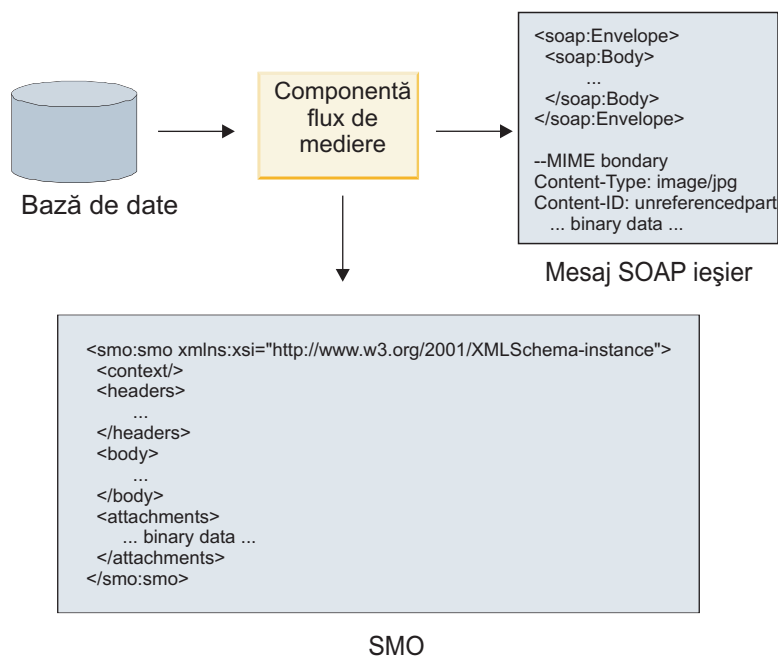 Bază de date
Componentă
flux de
mediere
<soap:Envelope>
<soap:Body>
...
</soap:Body>
</soap:Envelope>
--MIME bondary
Content-Type: image/jpg
Content-ID: unreferencedpart
... binary data ...
Mesaj SOAP ieşier
<smo:smo xmlns:xsi="http://www.w3.org/2001/XMLSchema-instance">
<context/>
<headers>
...
</headers>
<body>
...
</body>
<attachments>
... binary data ...
</attachments>
</smo:smo>
SMO